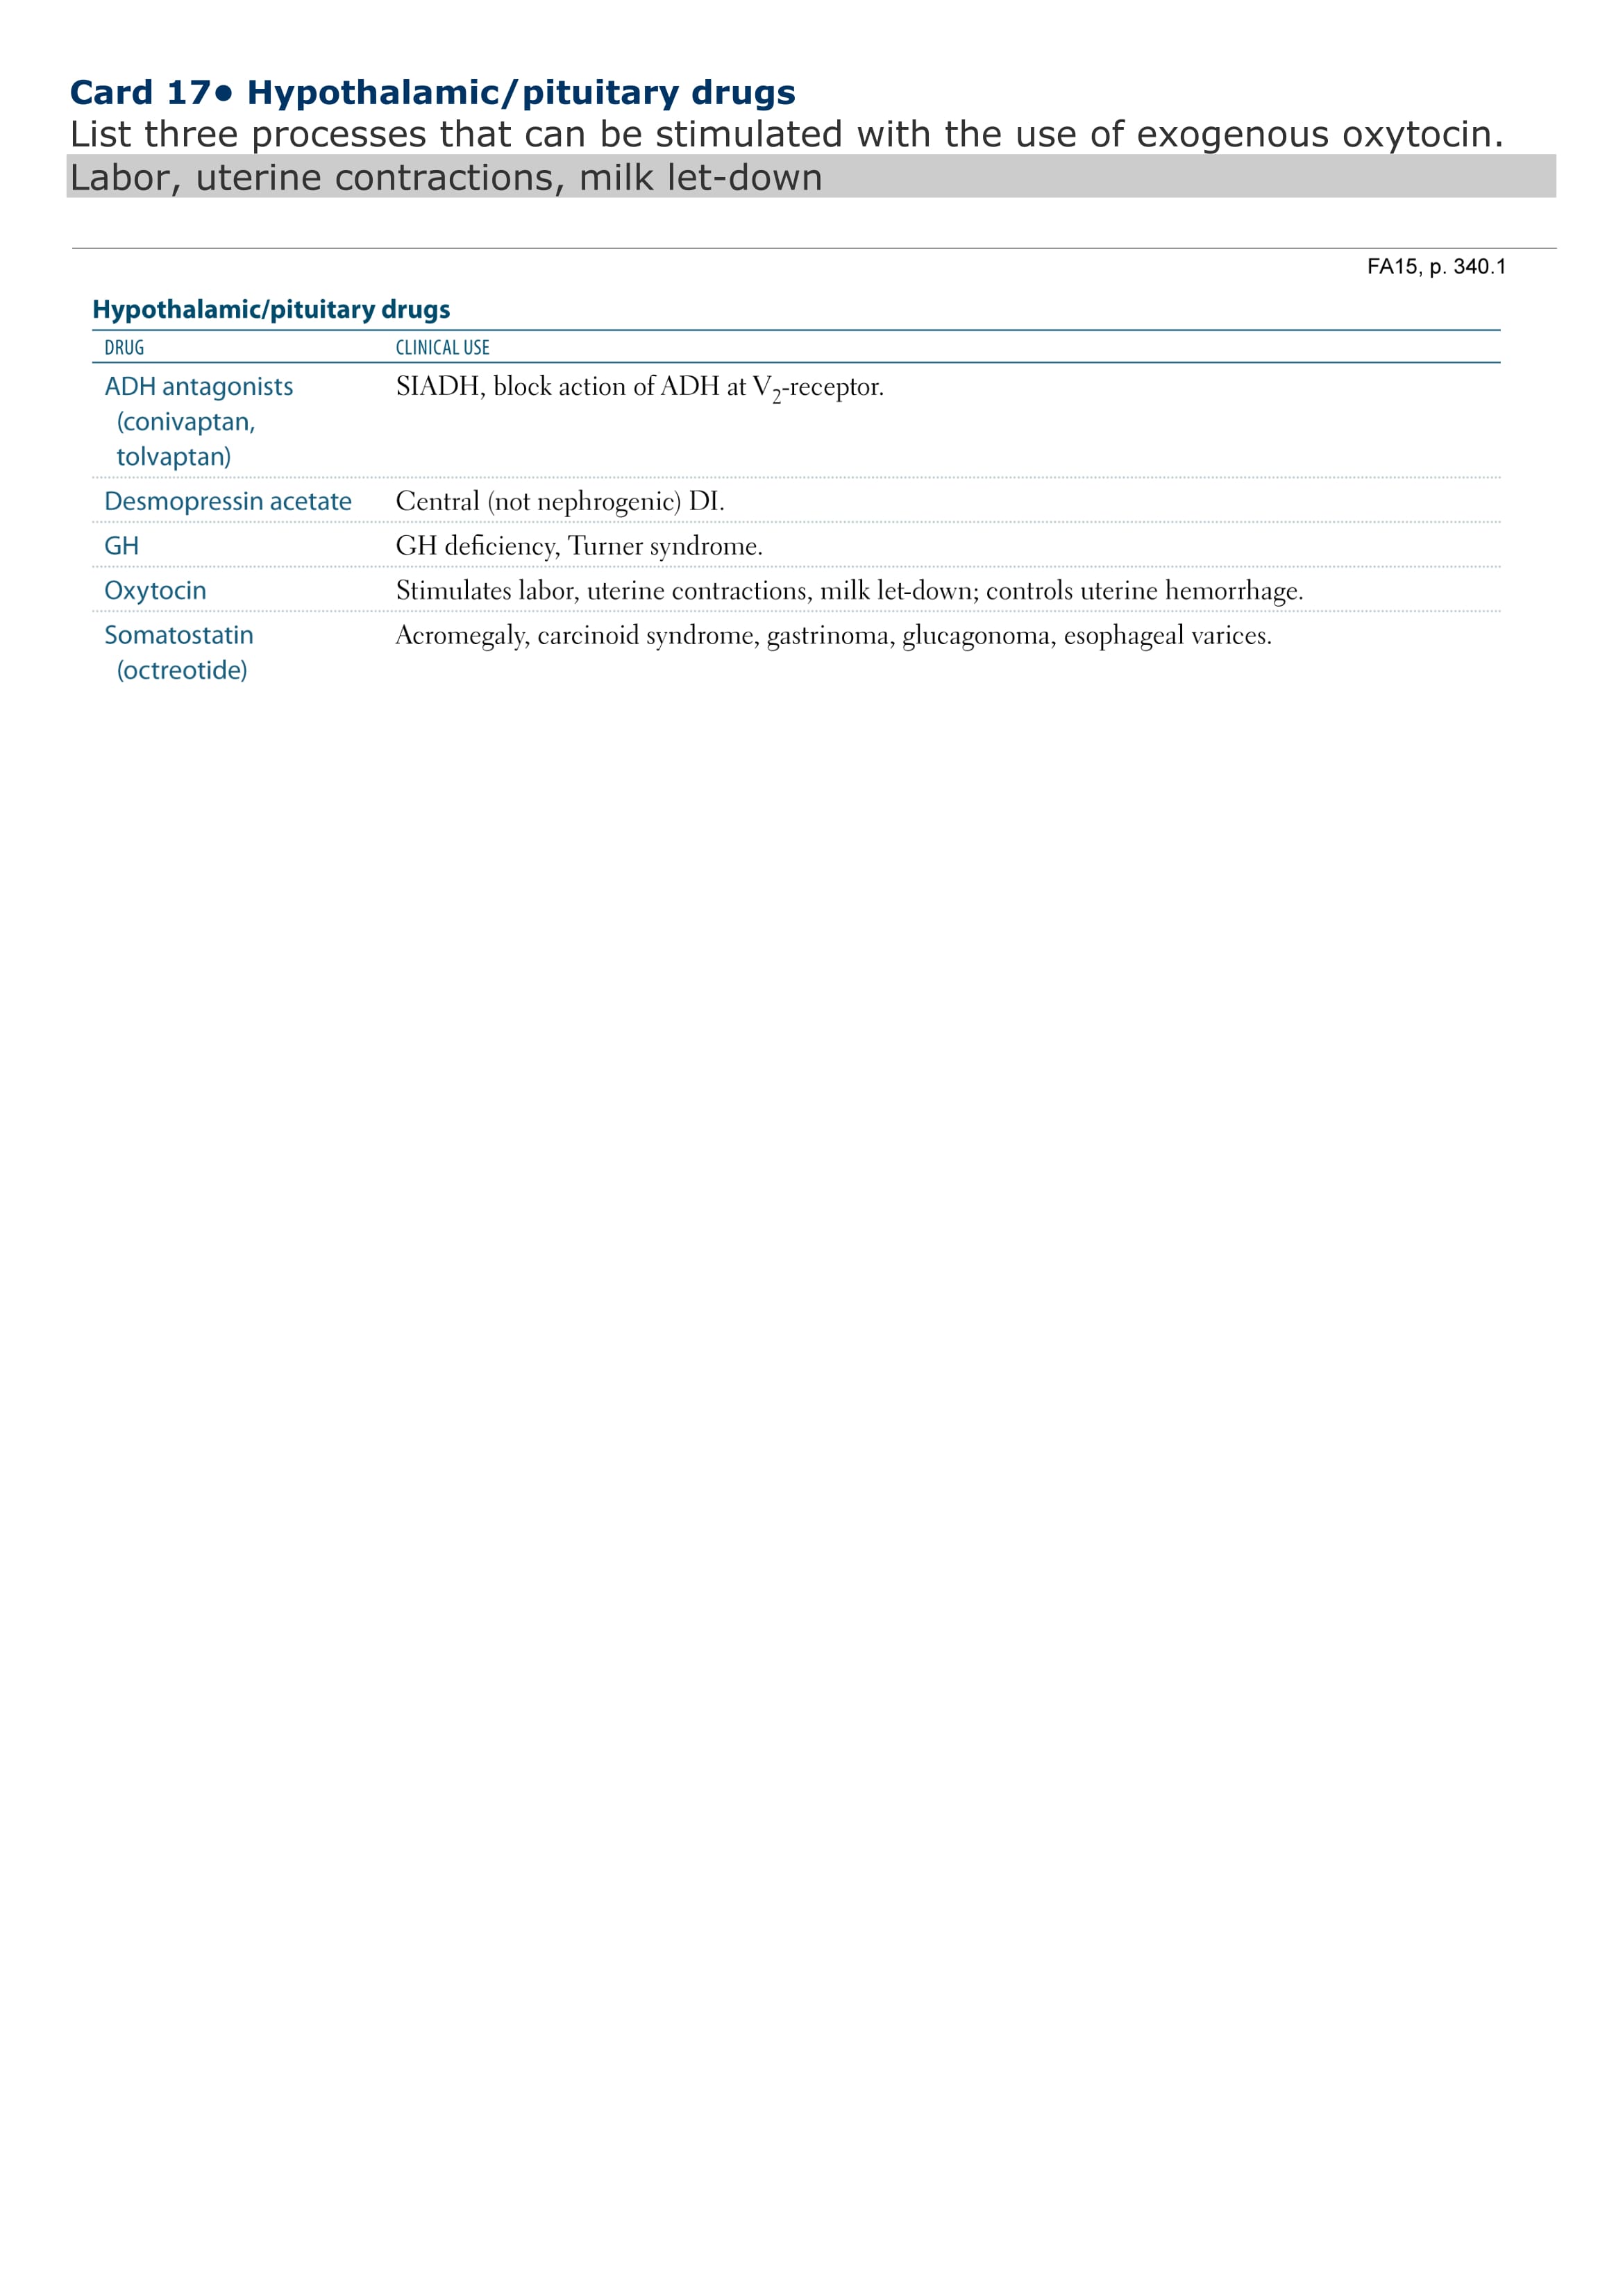 Card 17● Hypothalamic/pituitary drugs
List three processes that can be stimulated with the use of exogenous oxytocin.
Labor, uterine contractions, milk let-down
FA15, p. 340.1
Hypothalamic/pituitary drugs
DRUG CLINICAL USE
ADH antagonists SIADH, block action of ADH at V₂-receptor.
(conivaptan,
tolvaptan)
Desmopressin acetate Central (not nephrogenic) DI.
GH GH deficiency, Turner syndrome.
Oxytocin Stimulates labor, uterine contractions, milk let-down; controls uterine hemorrhage.
Somatostatin Acromegaly, carcinoid syndrome, gastrinoma, glucagonoma, esophageal varices.
(octreotide)